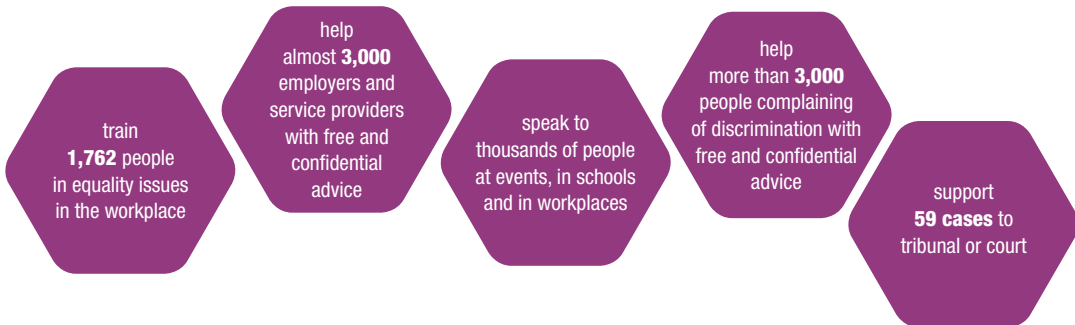 train
1,762 people
in equality issues
in the workplace
help
almost 3,000
employers and
service providers
with free and
confidential
advice
speak to
thousands of people
at events, in schools
and in workplaces
help
more than 3,000
people complaining
of discrimination with
free and confidential
advice
support
59 cases to
tribunal or court